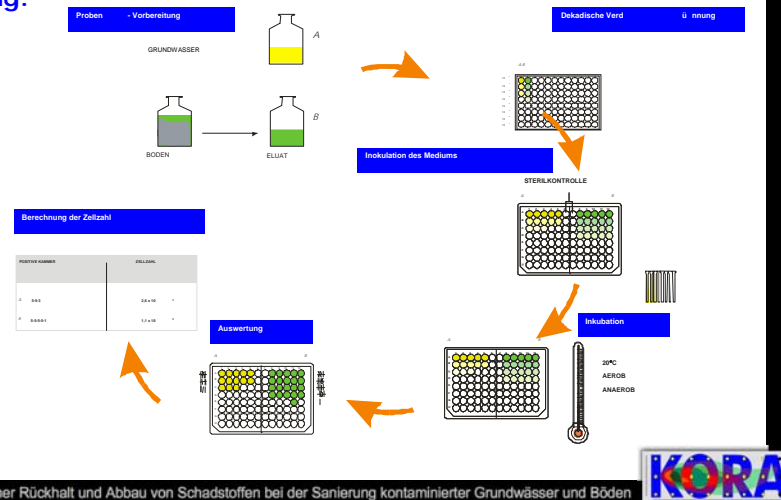 ng:
Proben - Vorbereitung
Dekadische Verd ü nnung
GRUNDWASSER
A
BODEN
ELUAT
B
Inokulation des Mediums
STERILKONTROLLE
A B
Berechnung der Zellzahl
POSITIVE KAMMER ZELLZAHL
A
B
Auswertung
A B
Inkubation
20°C
AEROB
ANAEROB
KORA
er Rückhalt und Abbau von Schadstoffen bei der Sanierung kontaminierter Grundwässer und Böden